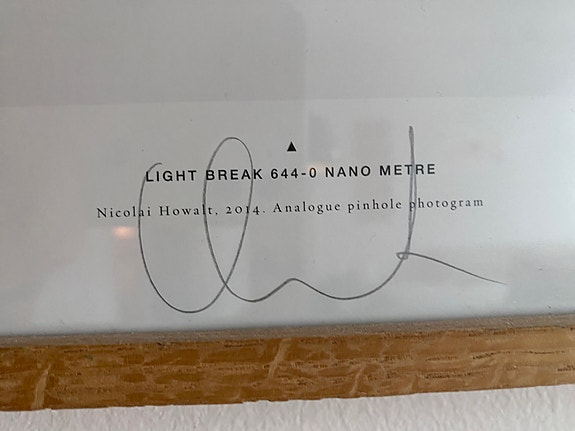 LIGHT BREAK 644-0 NANO METRE
Nicolai Howalt, 2014. Analogue pinhole photogram